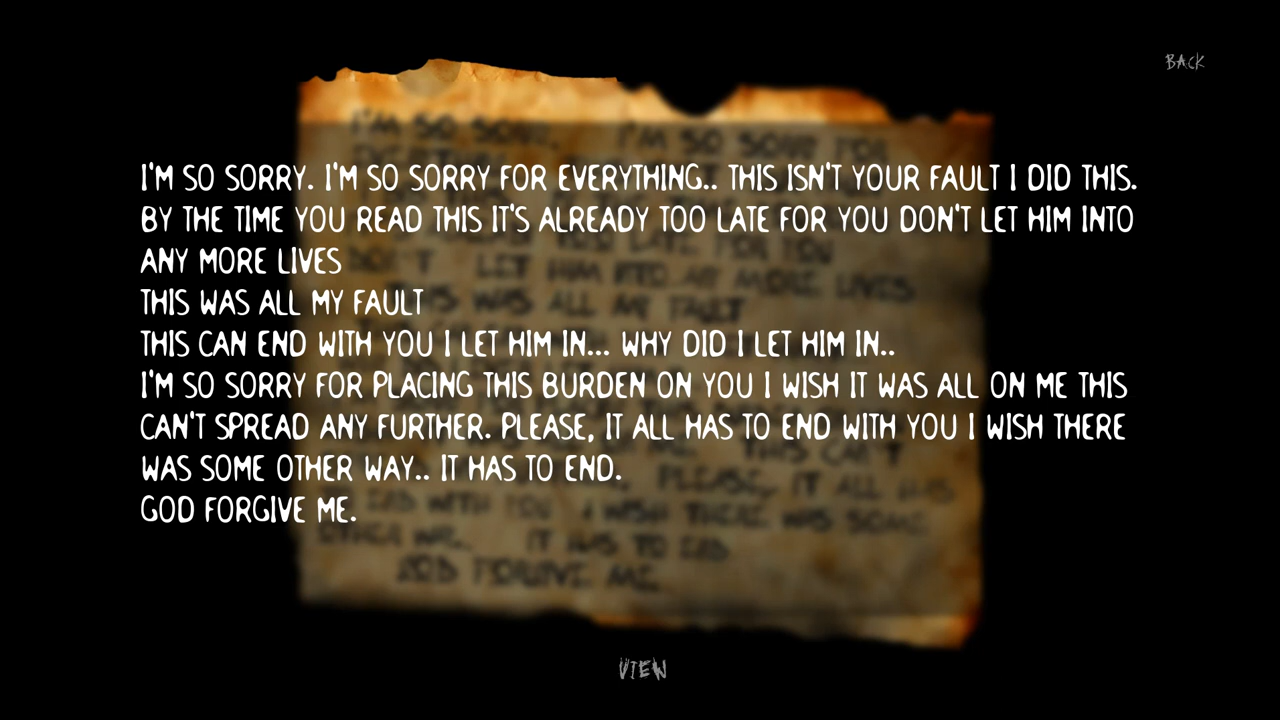 BACK
I'M SO SORRY. I'M SO SORRY FOR EVERYTHING.. THIS ISN'T YOUR FAULT I DID THIS.
BY THE TIME YOU READ THIS IT'S ALREADY TOO LATE FOR YOU DON'T LET HIM INTO
ANY MORE LIVES
THIS WAS ALL MY FAULT
THIS CAN END WITH YOU I LET HIM IN... WHY DID I LET HIM IN..
I'M SO SORRY FOR PLACING THIS BURDEN ON YOU I WISH IT WAS ALL ON ME THIS
CAN'T SPREAD ANY FURTHER. PLEASE, IT ALL HAS TO END WITH YOU I WISH THERE
WAS SOME OTHER WAY.. IT HAS TO END.
GOD FORGIVE ME.
VIEW